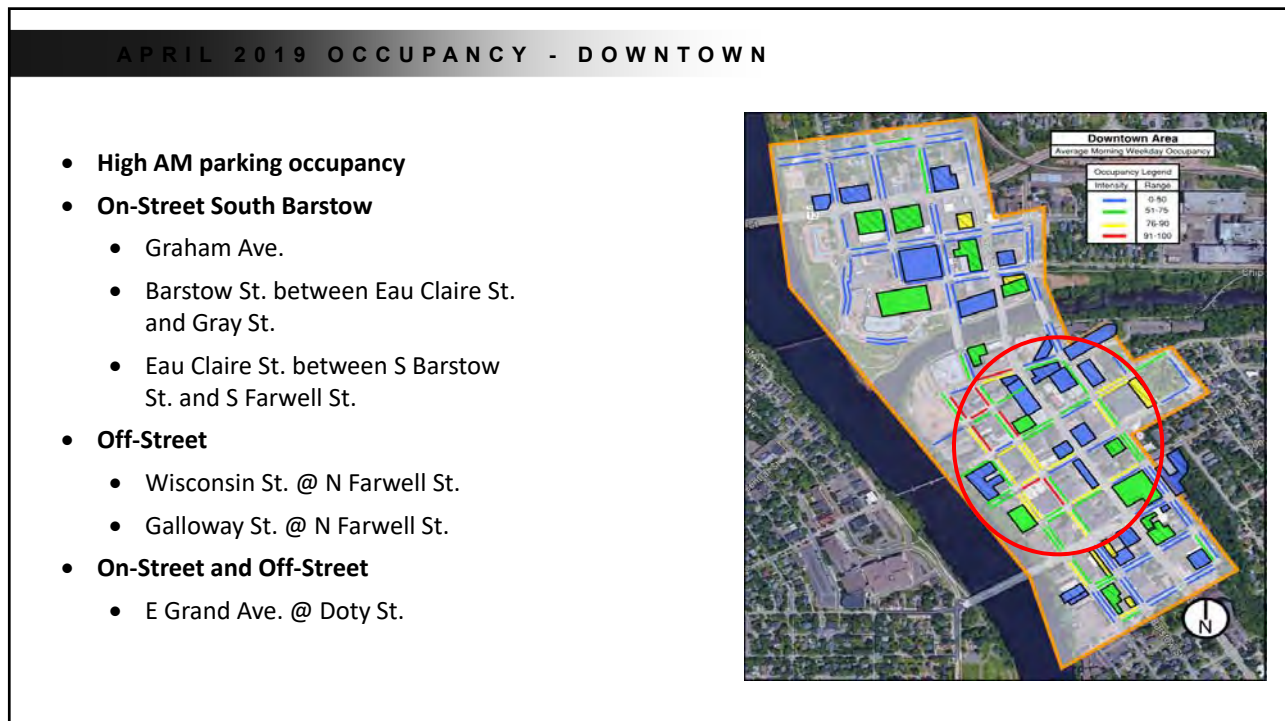 APRIL 2019 OCCUPANCY - DOWNTOWN
• High AM parking occupancy
• On-Street South Barstow
• Graham Ave.
• Barstow St. between Eau Claire St.
and Gray St.
• Eau Claire St. between S Barstow
St. and S Farwell St.
• Off-Street
• Wisconsin St. @ N Farwell St.
• Galloway St. @ N Farwell St.
• On-Street and Off-Street
• E Grand Ave. @ Doty St.
Downtown Area
Average Morning Weekday Occupancy
Occupancy Legend
Intensity Range
0-50
51-75
76-90
91-100
12
N